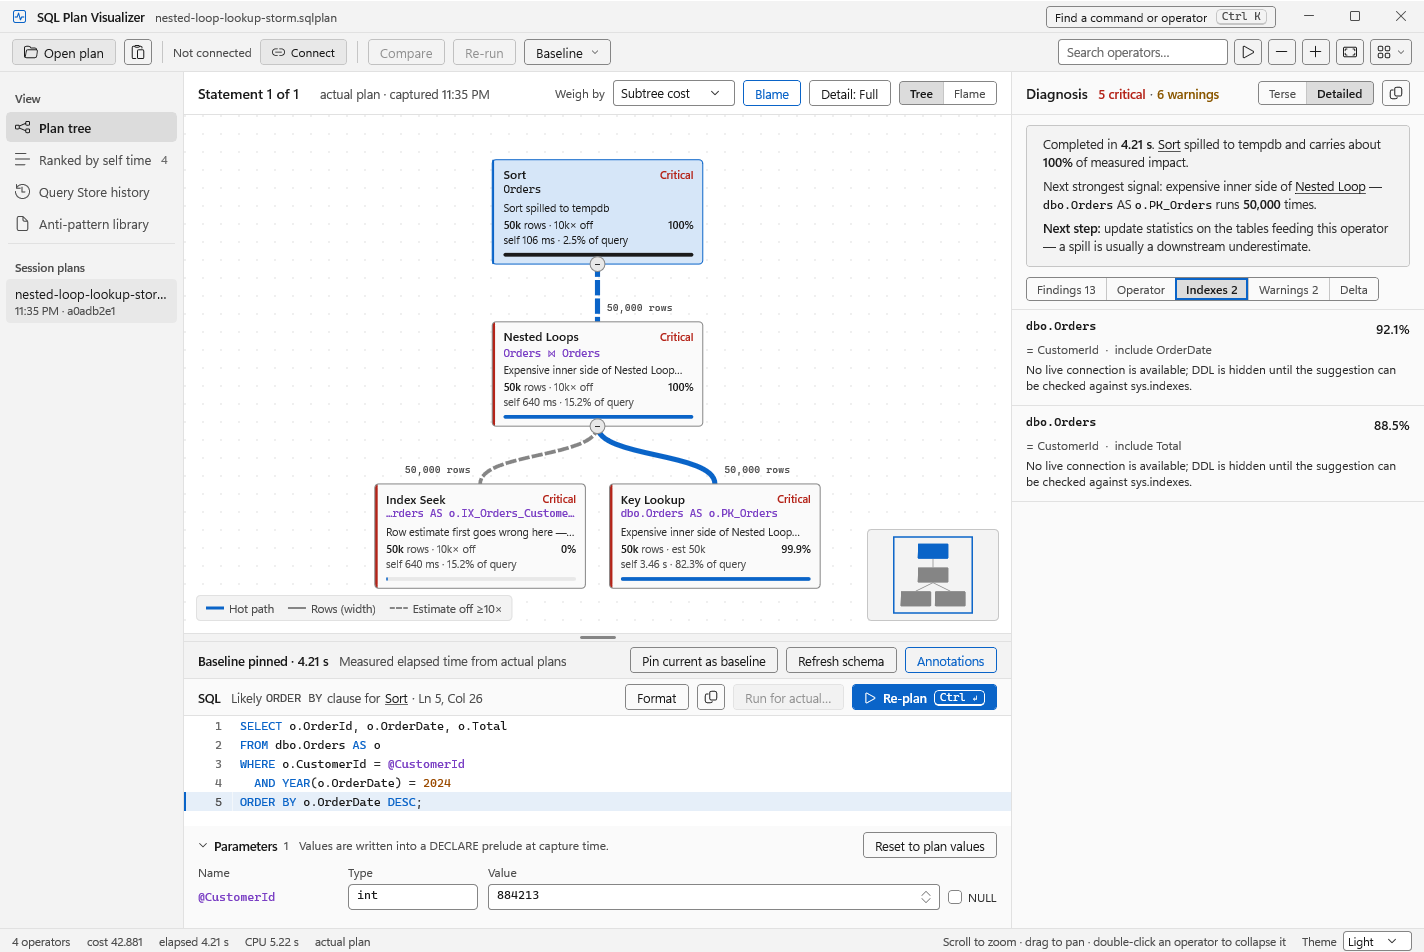 SQL Plan Visualizer nested-loop-lookup-storm.sqlplan
Find a command or operator Ctrl K
Open plan
Not connected
Connect
Compare
Re-run
Baseline
Search operators...
View
Plan tree
Ranked by self time 4
Query Store history
Anti-pattern library
Session plans
nested-loop-lookup-stor...
11:35 PM · a0adb2e1
Statement 1 of 1 actual plan · captured 11:35 PM
Weigh by Subtree cost
Blame
Detail: Full
Tree Flame
Sort Critical
Orders
Sort spilled to tempdb
50k rows · 10k× off 100%
self 106 ms · 2.5% of query
50,000 rows
Nested Loops Critical
Orders ⋈ Orders
Expensive inner side of Nested Loop...
50k rows · 10k× off 100%
self 640 ms · 15.2% of query
50,000 rows
50,000 rows
Index Seek Critical
…rders AS o.IX_Orders_Custome…
Row estimate first goes wrong here —...
50k rows · 10k× off 0%
self 640 ms · 15.2% of query
Key Lookup Critical
dbo.Orders AS o.PK_Orders
Expensive inner side of Nested Loop...
50k rows · est 50k 99.9%
self 3.46 s · 82.3% of query
Hot path Rows (width) Estimate off ≥10×
Baseline pinned · 4.21 s Measured elapsed time from actual plans
Pin current as baseline
Refresh schema
Annotations
SQL Likely ORDER BY clause for Sort · Ln 5, Col 26
Format
Run for actual...
Re-plan Ctrl ↵
1 SELECT o.OrderId, o.OrderDate, o.Total
2 FROM dbo.Orders AS o
3 WHERE o.CustomerId = @CustomerId
4 AND YEAR(o.OrderDate) = 2024
5 ORDER BY o.OrderDate DESC;
Parameters 1 Values are written into a DECLARE prelude at capture time.
Reset to plan values
Name Type Value
@CustomerId int 884213 NULL
Diagnosis 5 critical · 6 warnings
Terse Detailed
Completed in 4.21 s. Sort spilled to tempdb and carries about
100% of measured impact.
Next strongest signal: expensive inner side of Nested Loop —
dbo.Orders AS o.PK_Orders runs 50,000 times.
Next step: update statistics on the tables feeding this operator
— a spill is usually a downstream underestimate.
Findings 13 Operator Indexes 2 Warnings 2 Delta
dbo.Orders 92.1%
= CustomerId · include OrderDate
No live connection is available; DDL is hidden until the suggestion can
be checked against sys.indexes.
dbo.Orders 88.5%
= CustomerId · include Total
No live connection is available; DDL is hidden until the suggestion can
be checked against sys.indexes.
4 operators cost 42.881 elapsed 4.21 s CPU 5.22 s actual plan
Scroll to zoom · drag to pan · double-click an operator to collapse it
Theme Light